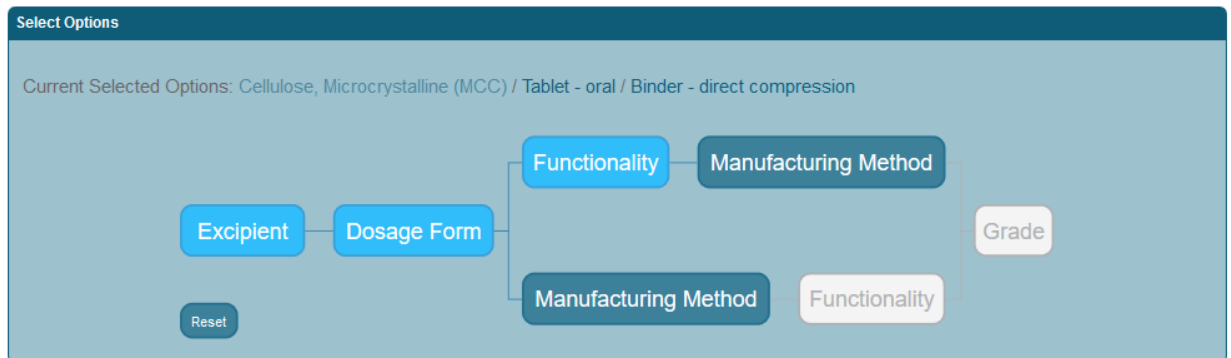 Select Options
Current Selected Options: Cellulose, Microcrystalline (MCC) / Tablet - oral / Binder - direct compression
Functionality
Manufacturing Method
Excipient
Dosage Form
Grade
Manufacturing Method
Functionality
Reset